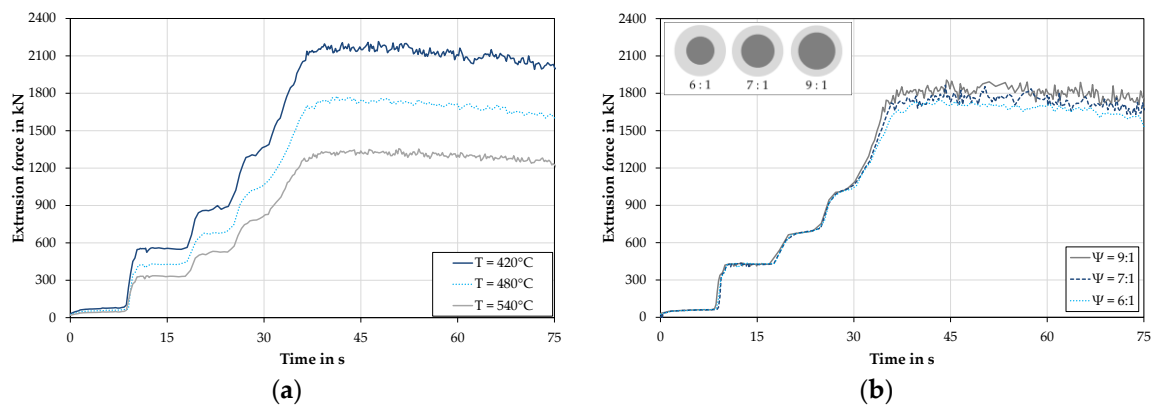 2400
2100
1800
1500
1200
900
600
300
0
Extrusion force in kN
T = 420°C
T = 480°C
T = 540°C
0 15 30 45 60 75
Time in s
(a)
2400
2100
1800
1500
1200
900
600
300
0
Extrusion force in kN
6 : 1 7 : 1 9 : 1
Ψ = 9:1
Ψ = 7:1
Ψ = 6:1
0 15 30 45 60 75
Time in s
(b)